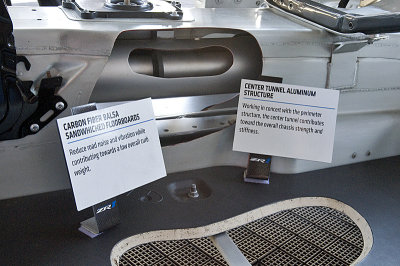 CARBON FIBER BALSA
SANDWHICHED FLOORBOARDS
Reduce road noise and vibration while
contributing towards a low overall curb
weight.
CENTER TUNNEL ALUMINUM
STRUCTURE
Working in concert with the perimeter
structure, the center tunnel contributes
toward the overall chassis strength and
stiffness.
ZR1